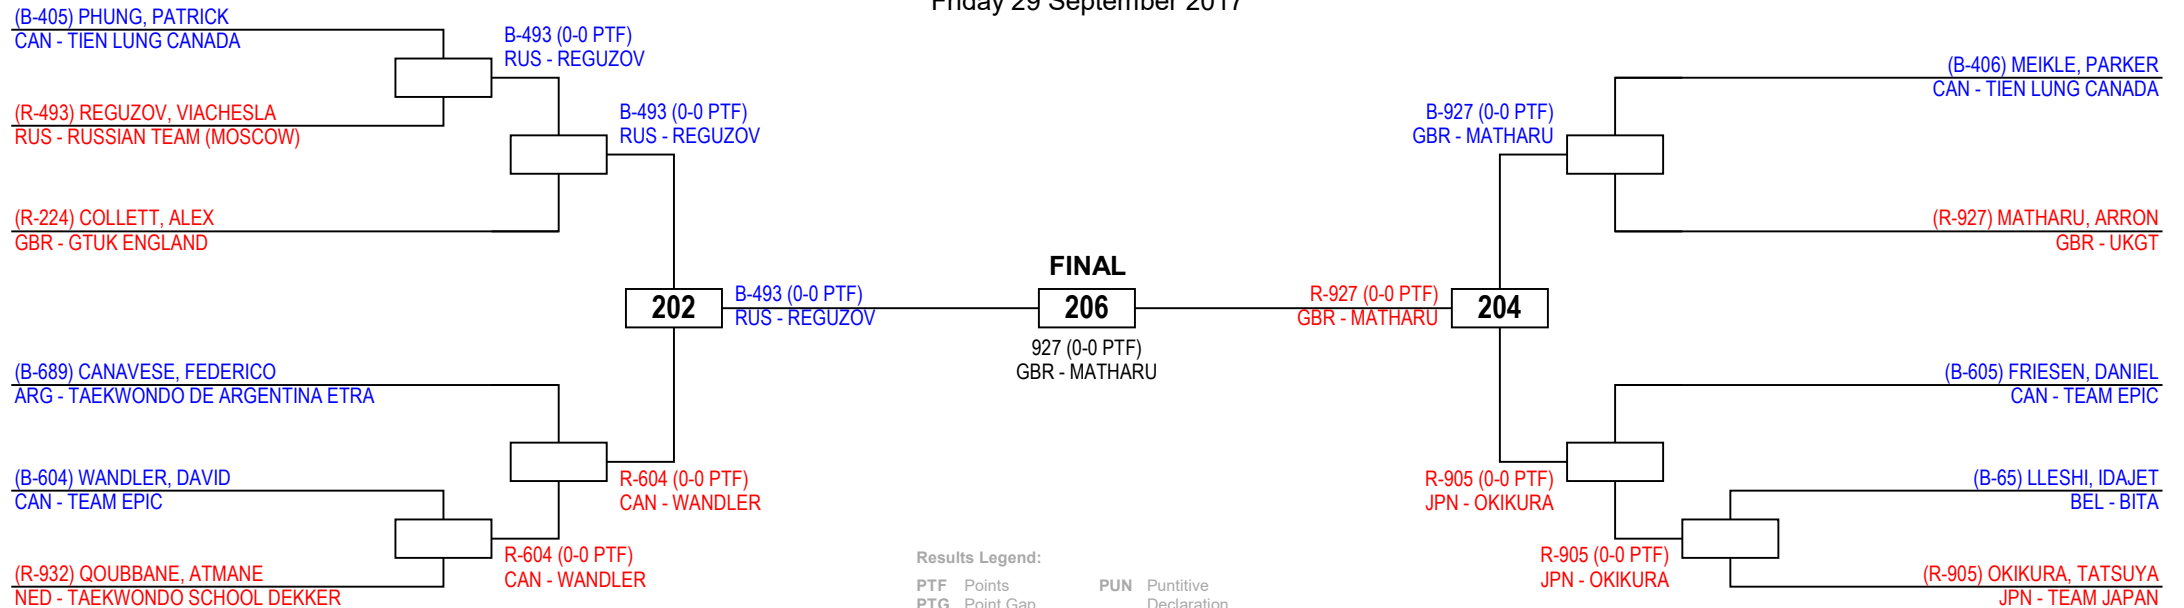 Friday 29 September 2017
(B-405) PHUNG, PATRICK
CAN - TIEN LUNG CANADA
(R-493) REGUZOV, VIACHESLA
RUS - RUSSIAN TEAM (MOSCOW)
(R-224) COLLETT, ALEX
GBR - GTUK ENGLAND
(B-689) CANAVESE, FEDERICO
ARG - TAEKWONDO DE ARGENTINA ETRA
(B-604) WANDLER, DAVID
CAN - TEAM EPIC
(R-932) QOUBBANE, ATMANE
NED - TAEKWONDO SCHOOL DEKKER
B-493 (0-0 PTF)
RUS - REGUZOV
R-604 (0-0 PTF)
CAN - WANDLER
B-493 (0-0 PTF)
RUS - REGUZOV
R-604 (0-0 PTF)
CAN - WANDLER
202
B-493 (0-0 PTF)
RUS - REGUZOV
FINAL
206
927 (0-0 PTF)
GBR - MATHARU
R-927 (0-0 PTF)
GBR - MATHARU
204
B-927 (0-0 PTF)
GBR - MATHARU
R-905 (0-0 PTF)
JPN - OKIKURA
R-905 (0-0 PTF)
JPN - OKIKURA
(B-406) MEIKLE, PARKER
CAN - TIEN LUNG CANADA
(R-927) MATHARU, ARRON
GBR - UKGT
(B-605) FRIESEN, DANIEL
CAN - TEAM EPIC
(B-65) LLESHI, IDAJET
BEL - BITA
(R-905) OKIKURA, TATSUYA
JPN - TEAM JAPAN
Results Legend:
PTF Points PUN Puntitive
PTG Point Gap Declaration